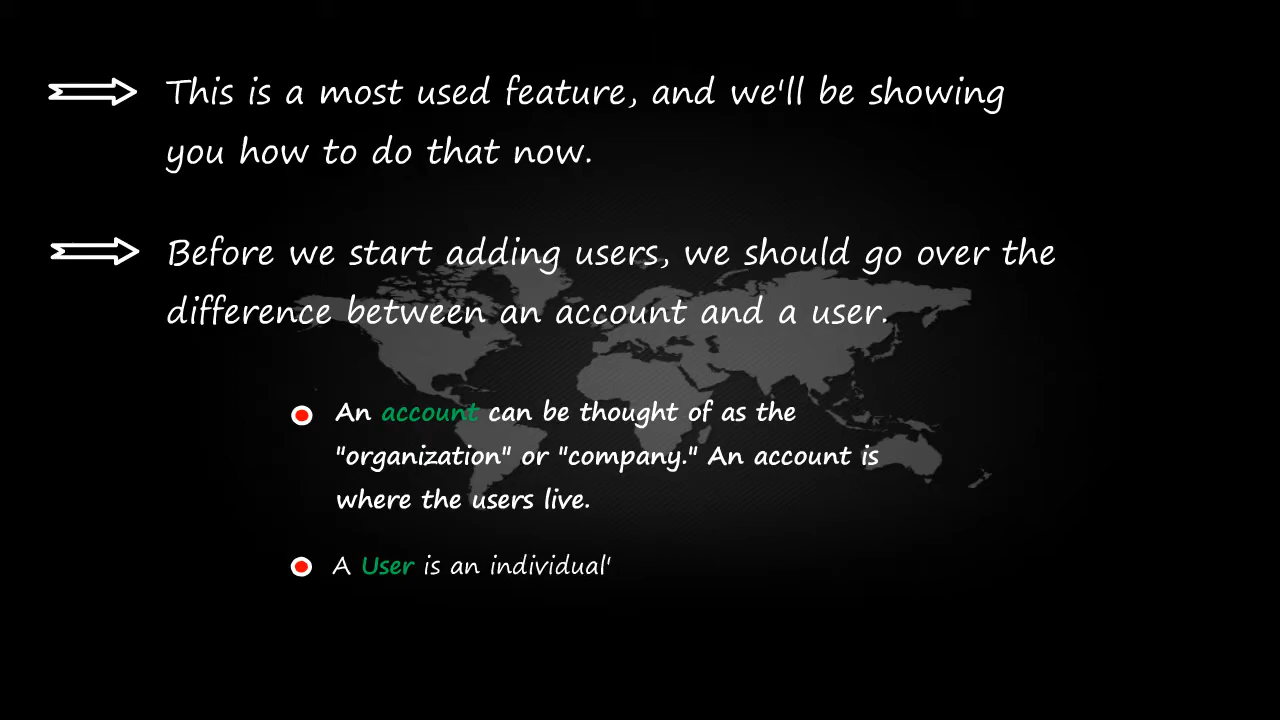 This is a most used feature, and we'll be showing
you how to do that now.
Before we start adding users, we should go over the
difference between an account and a user.
An account can be thought of as the
"organization" or "company." An account is
where the users live.
A User is an individual'